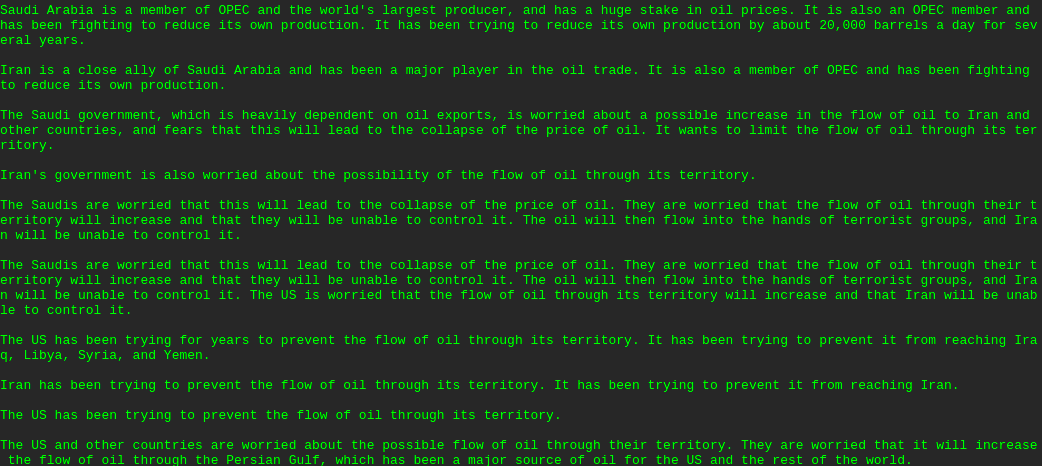 Saudi Arabia is a member of OPEC and the world's largest producer, and has a huge stake in oil prices. It is also an OPEC member and
has been fighting to reduce its own production. It has been trying to reduce its own production by about 20,000 barrels a day for sev
eral years.
Iran is a close ally of Saudi Arabia and has been a major player in the oil trade. It is also a member of OPEC and has been fighting
to reduce its own production.
The Saudi government, which is heavily dependent on oil exports, is worried about a possible increase in the flow of oil to Iran and
other countries, and fears that this will lead to the collapse of the price of oil. It wants to limit the flow of oil through its ter
ritory.
Iran's government is also worried about the possibility of the flow of oil through its territory.
The Saudis are worried that this will lead to the collapse of the price of oil. They are worried that the flow of oil through their t
erritory will increase and that they will be unable to control it. The oil will then flow into the hands of terrorist groups, and Ira
n will be unable to control it.
The Saudis are worried that this will lead to the collapse of the price of oil. They are worried that the flow of oil through their t
erritory will increase and that they will be unable to control it. The oil will then flow into the hands of terrorist groups, and Ira
n will be unable to control it. The US is worried that the flow of oil through its territory will increase and that Iran will be unab
le to control it.
The US has been trying for years to prevent the flow of oil through its territory. It has been trying to prevent it from reaching Ira
q, Libya, Syria, and Yemen.
Iran has been trying to prevent the flow of oil through its territory. It has been trying to prevent it from reaching Iran.
The US has been trying to prevent the flow of oil through its territory.
The US and other countries are worried about the possible flow of oil through their territory. They are worried that it will increase
the flow of oil through the Persian Gulf, which has been a major source of oil for the US and the rest of the world.